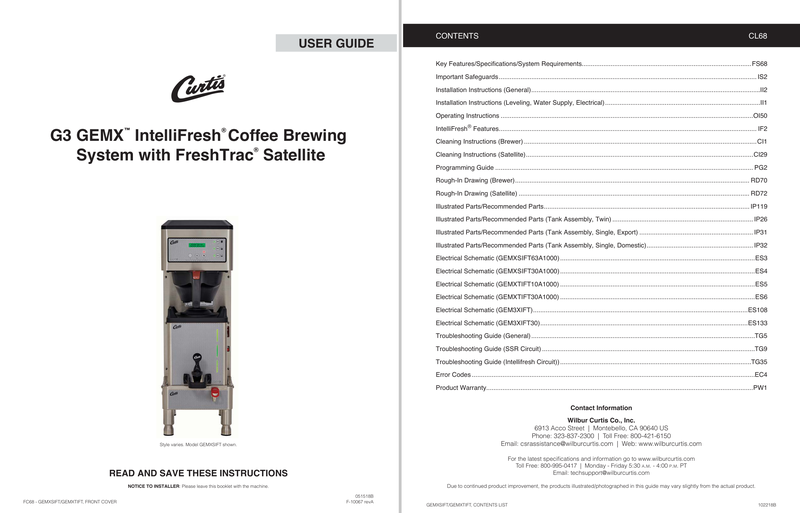 USER GUIDE
Curtis®
G3 GEMX™ IntelliFresh® Coffee Brewing
System with FreshTrac® Satellite
Curtis
Curtis
Curtis
Style varies. Model GEMXSIFT shown.
READ AND SAVE THESE INSTRUCTIONS
NOTICE TO INSTALLER: Please leave this booklet with the machine.
051518B
FC68 - GEMXSIFT/GEMXTIFT, FRONT COVER F-10067 revA
CONTENTS CL68
Key Features/Specifications/System Requirements FS68
Important Safeguards IS2
Installation Instructions (General) II2
Installation Instructions (Leveling, Water Supply, Electrical) II1
Operating Instructions OI50
IntelliFresh® Features IF2
Cleaning Instructions (Brewer) CI1
Cleaning Instructions (Satellite) CI29
Programming Guide PG2
Rough-In Drawing (Brewer) RD70
Rough-In Drawing (Satellite) RD72
Illustrated Parts/Recommended Parts IP119
Illustrated Parts/Recommended Parts (Tank Assembly, Twin) IP26
Illustrated Parts/Recommended Parts (Tank Assembly, Single, Export) IP31
Illustrated Parts/Recommended Parts (Tank Assembly, Single, Domestic) IP32
Electrical Schematic (GEMXSIFT63A1000) ES3
Electrical Schematic (GEMXSIFT30A1000) ES4
Electrical Schematic (GEMXTIFT10A1000) ES5
Electrical Schematic (GEMXTIFT30A1000) ES6
Electrical Schematic (GEM3XIFT) ES108
Electrical Schematic (GEM3XIFT30) ES133
Troubleshooting Guide (General) TG5
Troubleshooting Guide (SSR Circuit) TG9
Troubleshooting Guide (Intellifresh Circuit)) TG35
Error Codes EC4
Product Warranty PW1
Contact Information
Wilbur Curtis Co., Inc.
6913 Acco Street | Montebello, CA 90640 US
Phone: 323-837-2300 | Toll Free: 800-421-6150
Email: csrassistance@wilburcurtis.com | Web: www.wilburcurtis.com
For the latest specifications and information go to www.wilburcurtis.com
Toll Free: 800-995-0417 | Monday - Friday 5:30 A.M. - 4:00 P.M. PT
Email: techsupport@wilburcurtis.com
Due to continued product improvement, the products illustrated/photographed in this guide may vary slightly from the actual product.
GEMXSIFT/GEMXTIFT, CONTENTS LIST 102218B